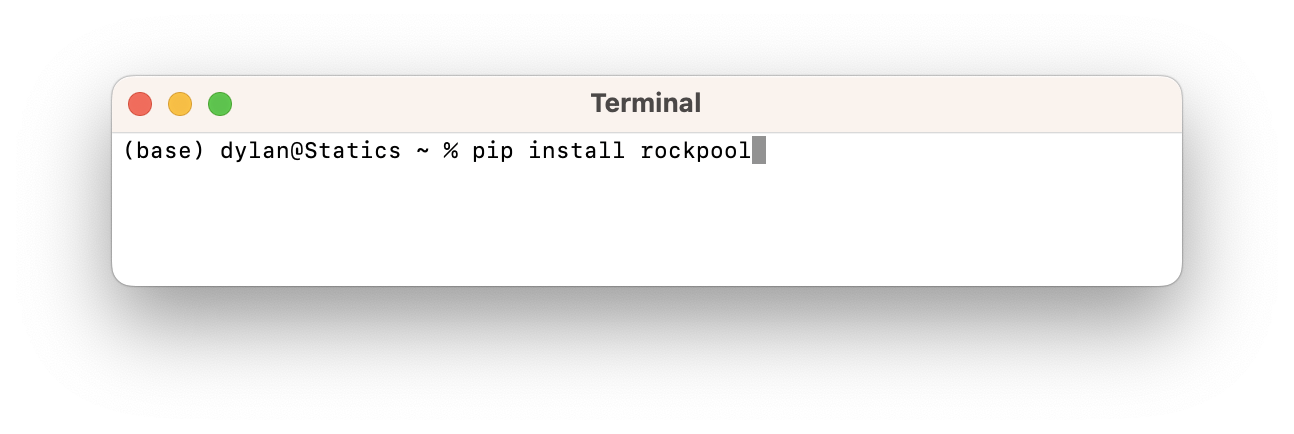 Terminal
(base) dylan@Statics ~ % pip install rockpool